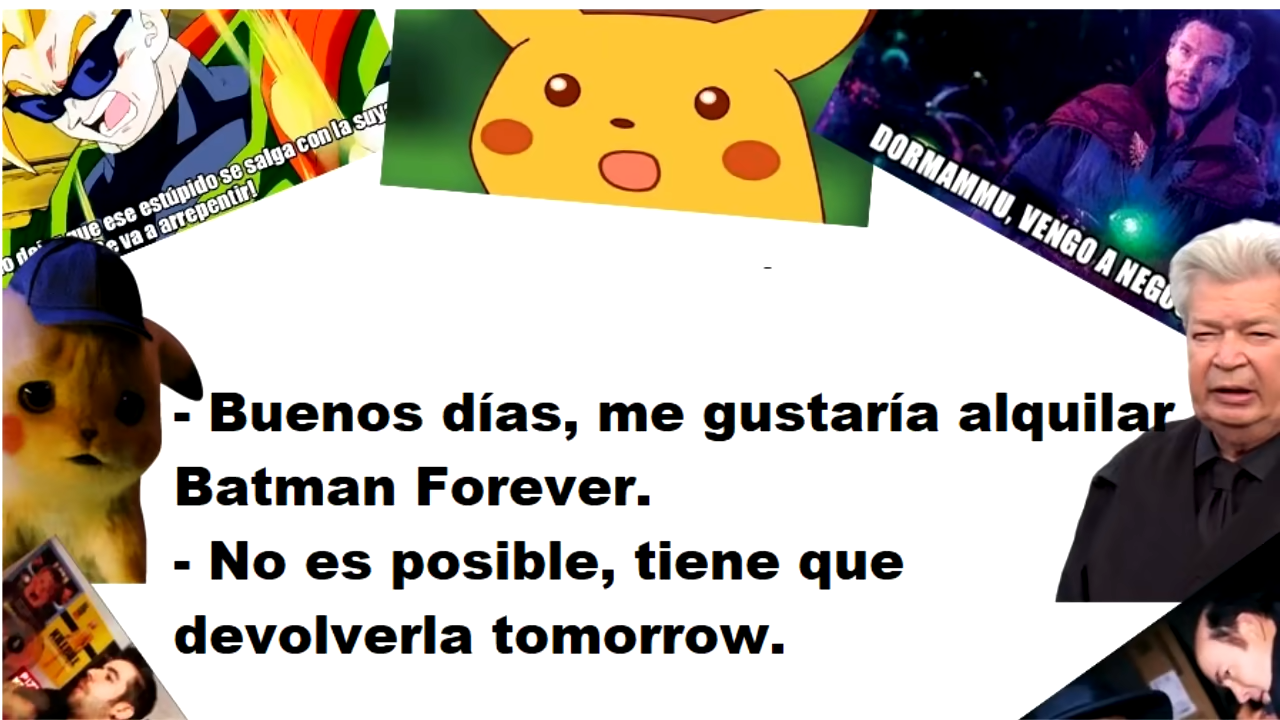 que ese estúpido se salga con la suya
va a arrepentir!
DORMAMMU, VENGO A
-
- Buenos días, me gustaría alquilar
Batman Forever.
- No es posible, tiene que
devolverla tomorrow.